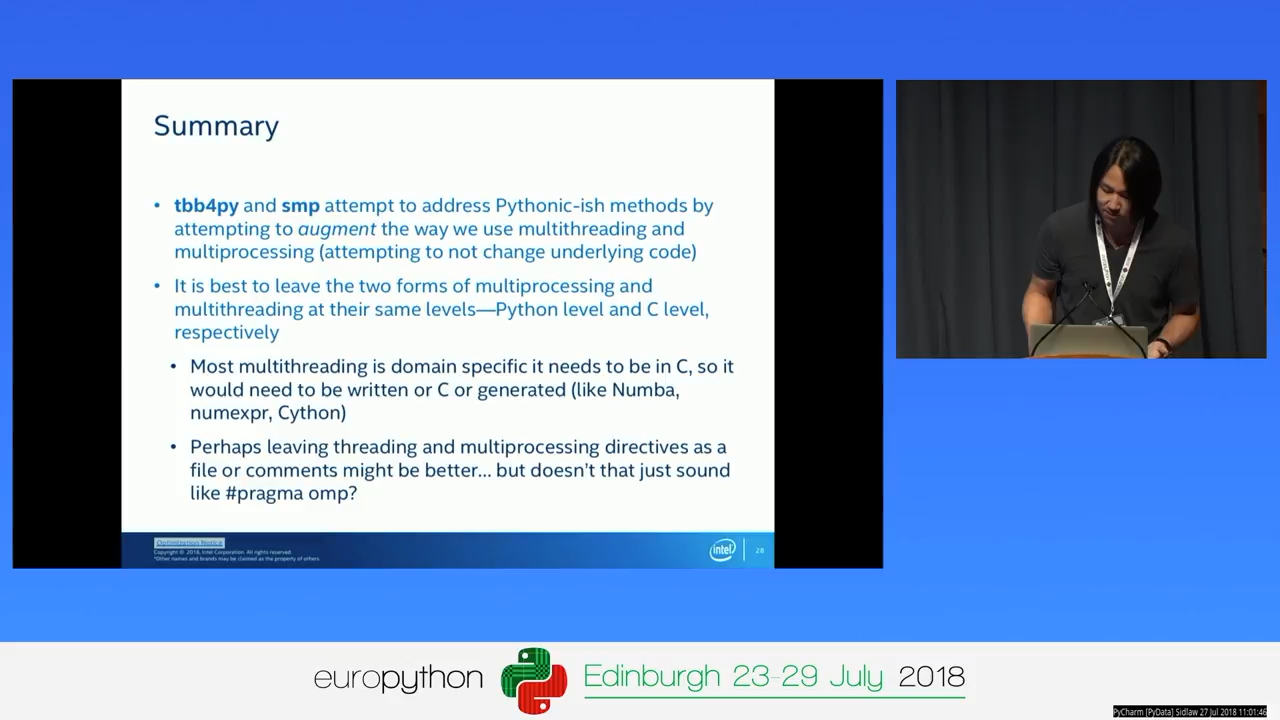 Summary
• tbb4py and smp attempt to address Pythonic-ish methods by
attempting to augment the way we use multithreading and
multiprocessing (attempting to not change underlying code)
• It is best to leave the two forms of multiprocessing and
multithreading at their same levels—Python level and C level,
respectively
• Most multithreading is domain specific it needs to be in C, so it
would need to be written or C or generated (like Numba,
numexpr, Cython)
• Perhaps leaving threading and multiprocessing directives as a
file or comments might be better... but doesn't that just sound
like #pragma omp?
Optimization Notice
Copyright © 2018, Intel Corporation. All rights reserved.
*Other names and brands may be claimed as the property of others.
intel
28
europython
Edinburgh 23-29 July 2018
PyCharm [PyData] Sidlaw 27 Jul 2018 11:01:46